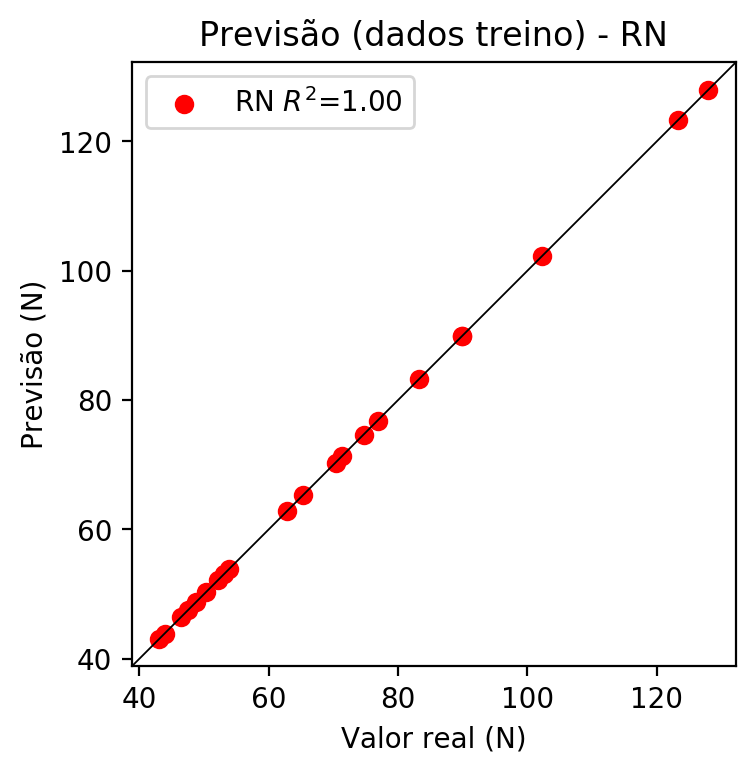 Previsão (dados treino) - RN
RN R²=1.00
Previsão (N)
120
100
80
60
40
40 60 80 100 120
Valor real (N)